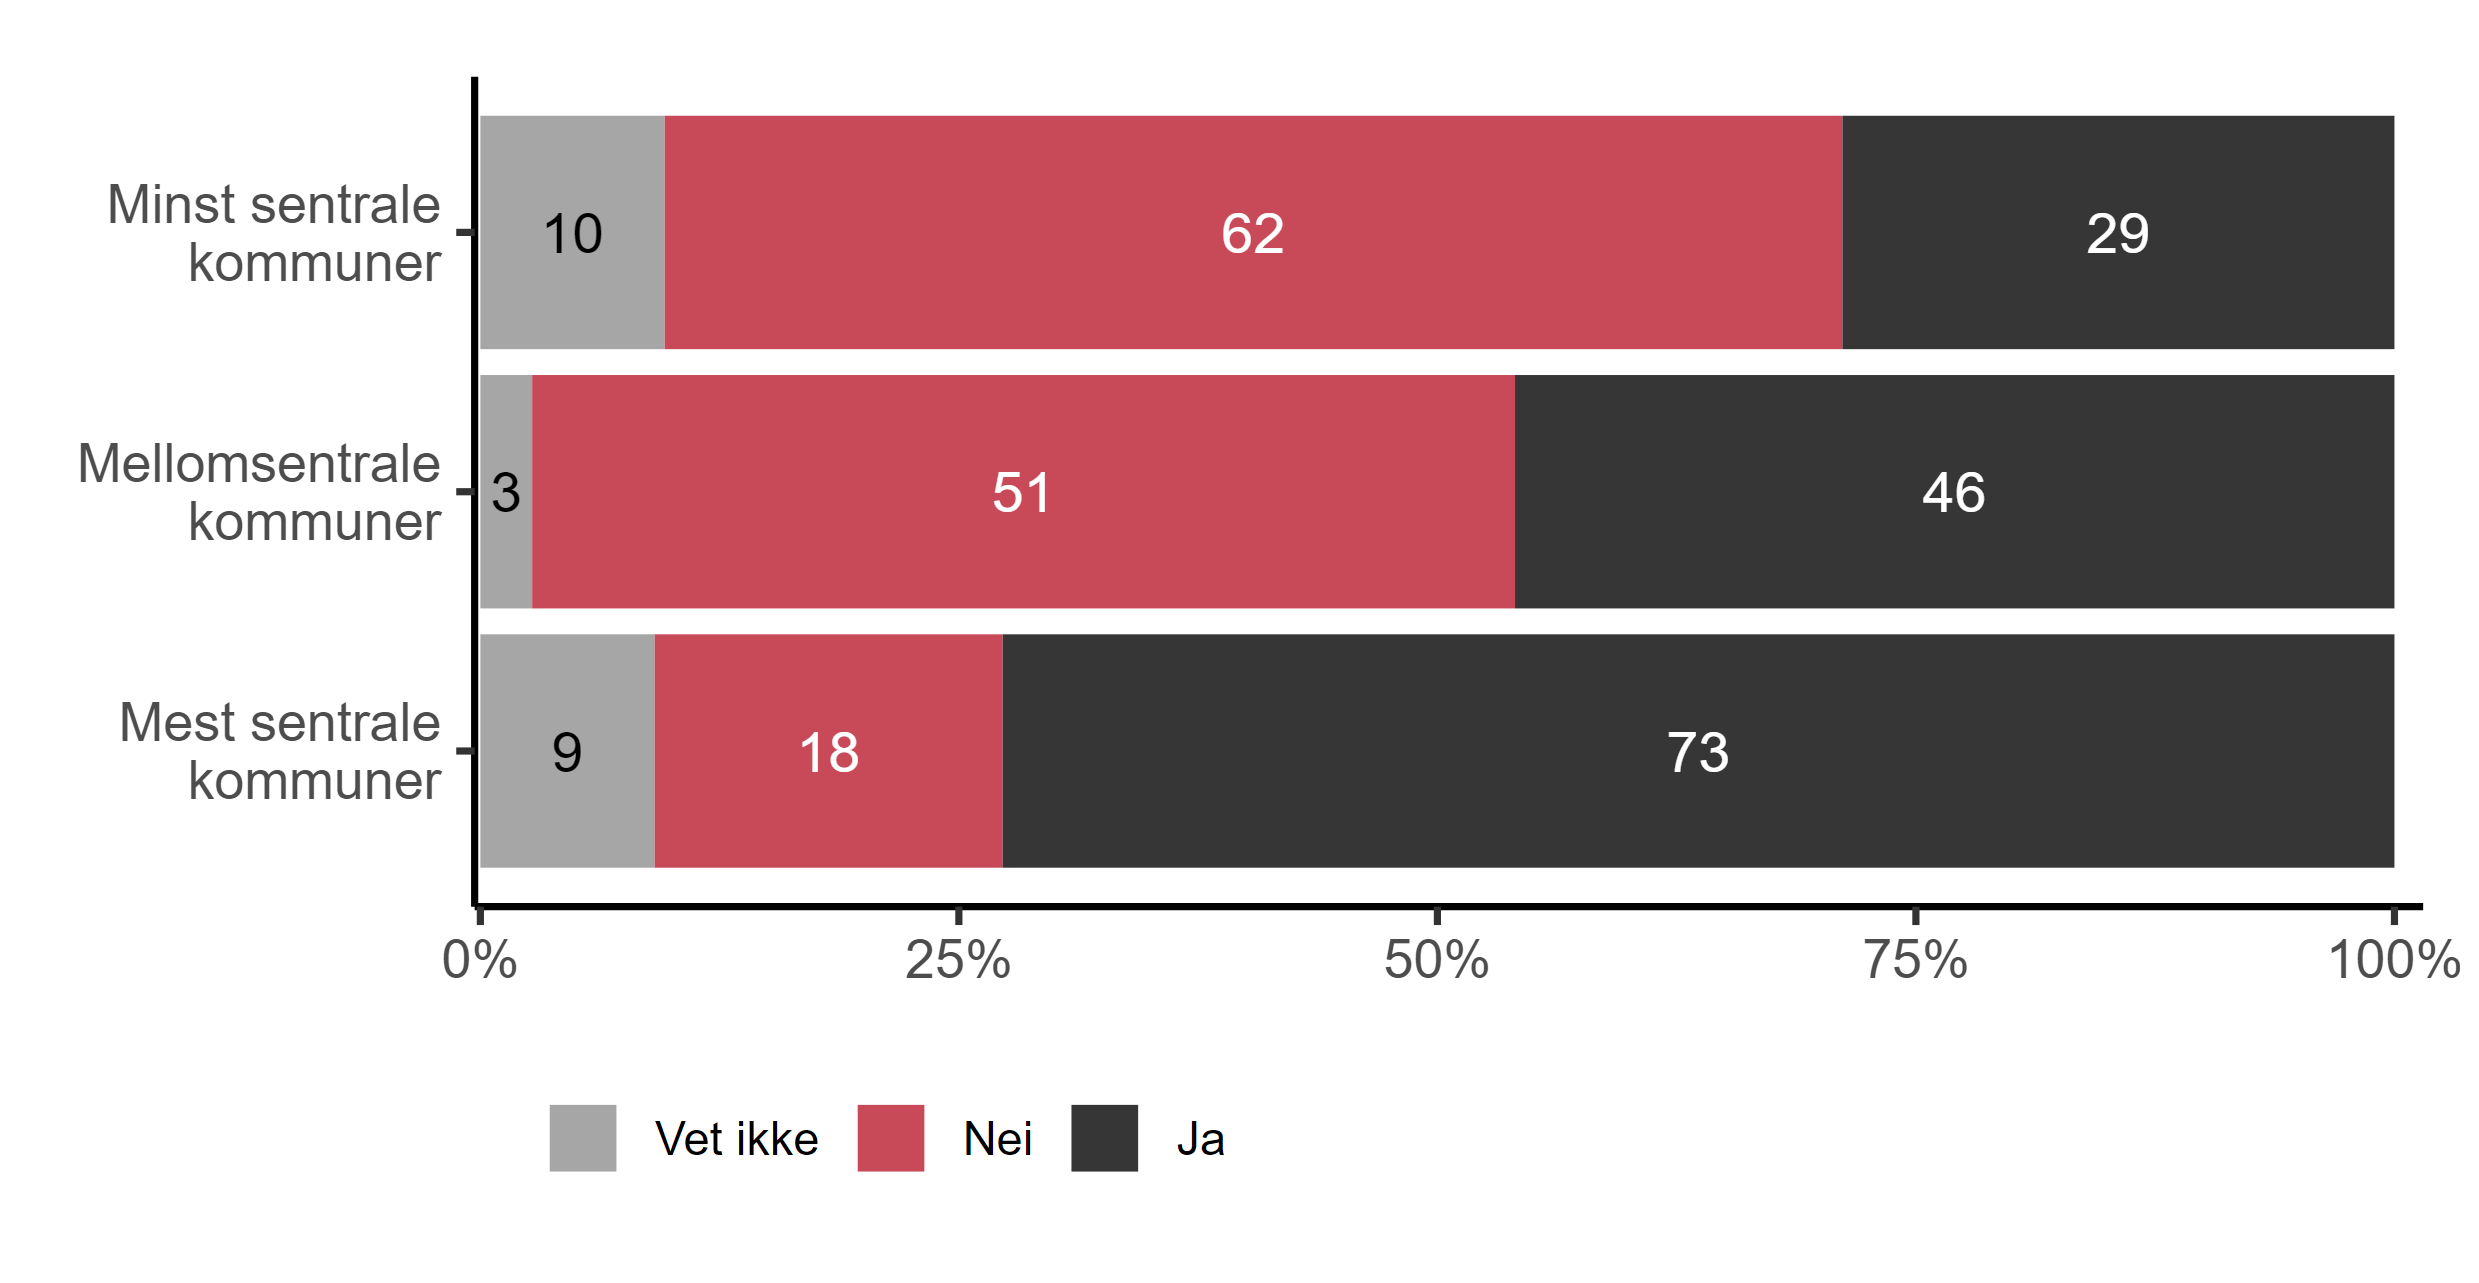 Minst sentrale
kommuner
10 62 29
Mellomsentrale
kommuner
3 51 46
Mest sentrale
kommuner
9 18 73
0% 25% 50% 75% 100%
Vet ikke Nei Ja